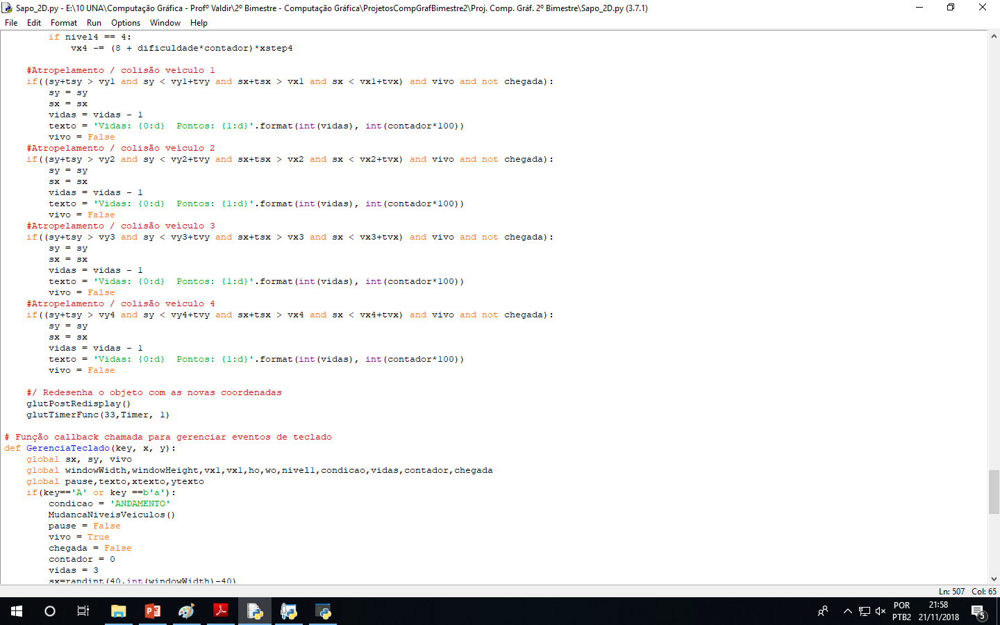 Sapo_2D.py - E:\10 UNA\Computação Gráfica - Profº Valdir\2º Bimestre - Computação Gráfica\ProjetosCompGrafBimestre2\Proj. Comp. Gráf. 2º Bimestre\Sapo_2D.py (3.7.1)
File Edit Format Run Options Window Help
        if nivel4 == 4:
            vx4 -= (8 + dificuldade*contador)*xstep4
    #Atropelamento / colisão veículo 1
    if((sy+tsy > vy1 and sy < vy1+tvy and sx+tsx > vx1 and sx < vx1+tvx) and vivo and not chegada):
        sy = sy
        sx = sx
        vidas = vidas - 1
        texto = 'Vidas: {0:d}  Pontos: {1:d}'.format(int(vidas), int(contador*100))
        vivo = False
    #Atropelamento / colisão veículo 2
    if((sy+tsy > vy2 and sy < vy2+tvy and sx+tsx > vx2 and sx < vx2+tvx) and vivo and not chegada):
        sy = sy
        sx = sx
        vidas = vidas - 1
        texto = 'Vidas: {0:d}  Pontos: {1:d}'.format(int(vidas), int(contador*100))
        vivo = False
    #Atropelamento / colisão veículo 3
    if((sy+tsy > vy3 and sy < vy3+tvy and sx+tsx > vx3 and sx < vx3+tvx) and vivo and not chegada):
        sy = sy
        sx = sx
        vidas = vidas - 1
        texto = 'Vidas: {0:d}  Pontos: {1:d}'.format(int(vidas), int(contador*100))
        vivo = False
    #Atropelamento / colisão veículo 4
    if((sy+tsy > vy4 and sy < vy4+tvy and sx+tsx > vx4 and sx < vx4+tvx) and vivo and not chegada):
        sy = sy
        sx = sx
        vidas = vidas - 1
        texto = 'Vidas: {0:d}  Pontos: {1:d}'.format(int(vidas), int(contador*100))
        vivo = False
    #/ Redesenha o objeto com as novas coordenadas
    glutPostRedisplay()
    glutTimerFunc(33,Timer, 1)
# Função callback chamada para gerenciar eventos de teclado
def GerenciaTeclado(key, x, y):
    global sx, sy, vivo
    global windowWidth,windowHeight,vx1,vx1,ho,wo,nivel1,condicao,vidas,contador,chegada
    global pause,texto,xtexto,ytexto
    if(key=='A' or key ==b'a'):
        condicao = 'ANDAMENTO'
        MudancaNiveisVeiculos()
        pause = False
        vivo = True
        chegada = False
        contador = 0
        vidas = 3
        sx=randint(40,int(windowWidth)-40)
Ln: 507 Col: 65
POR 21:58
PTB2 21/11/2018 5